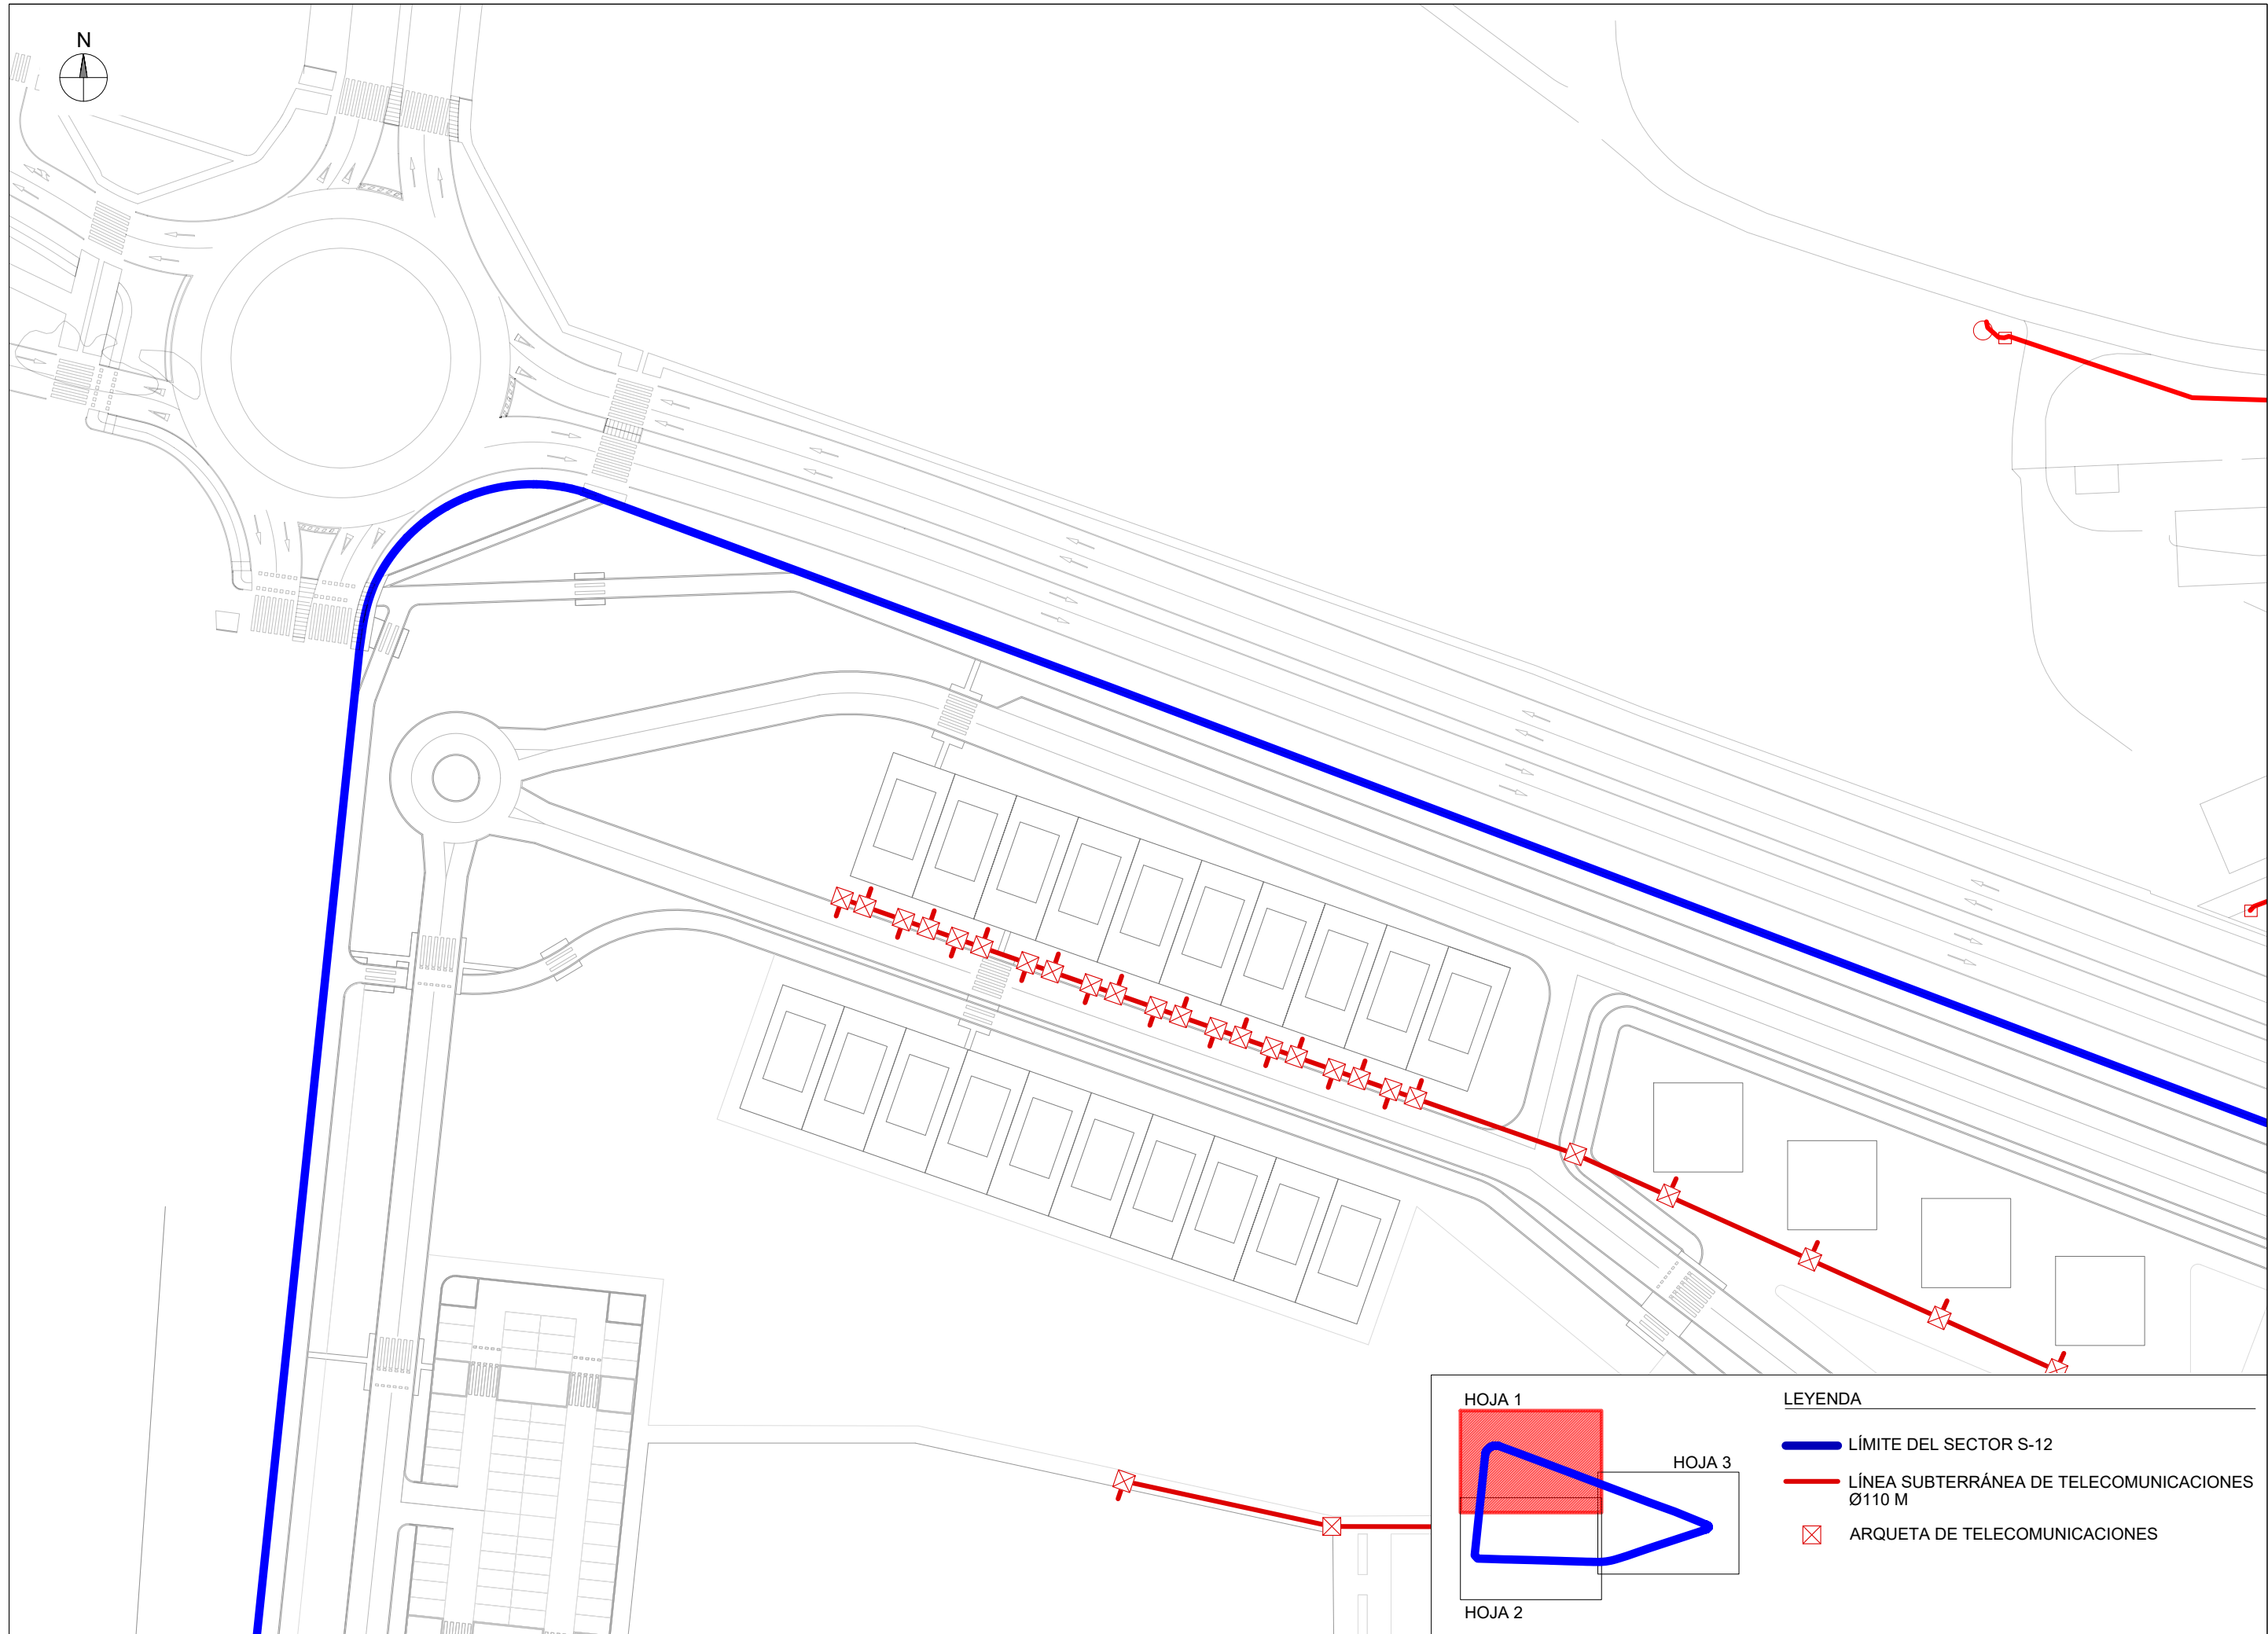 N
HOJA 1
HOJA 3
HOJA 2
LEYENDA
LÍMITE DEL SECTOR S-12
LÍNEA SUBTERRÁNEA DE TELECOMUNICACIONES
Ø110 M
ARQUETA DE TELECOMUNICACIONES